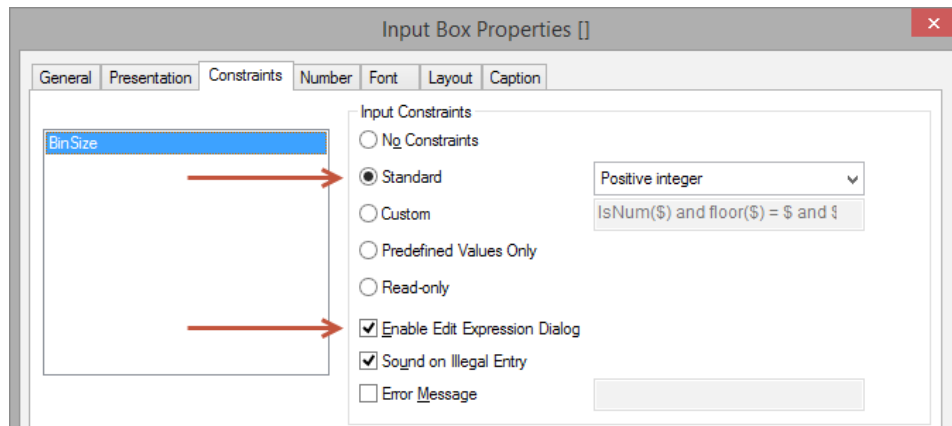 Input Box Properties []
General Presentation Constraints Number Font Layout Caption
Input Constraints
BinSize
No Constraints
Standard Positive integer
Custom IsNum($) and floor($) = $ and $
Predefined Values Only
Read-only
Enable Edit Expression Dialog
Sound on Illegal Entry
Error Message